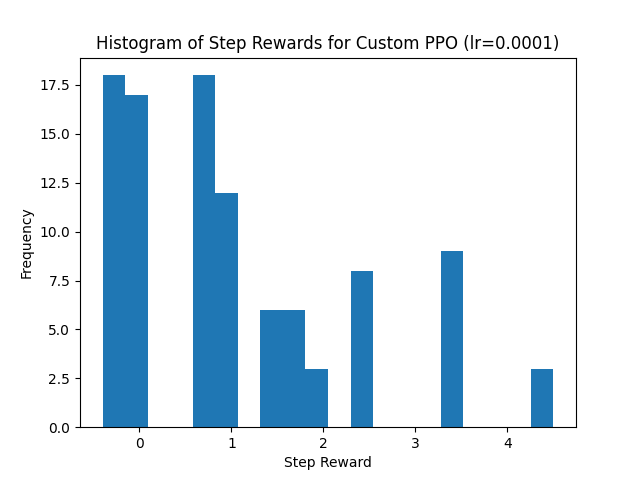 Histogram of Step Rewards for Custom PPO (lr=0.0001)
17.5
15.0
12.5
10.0
7.5
5.0
2.5
0.0
Frequency
0 1 2 3 4
Step Reward